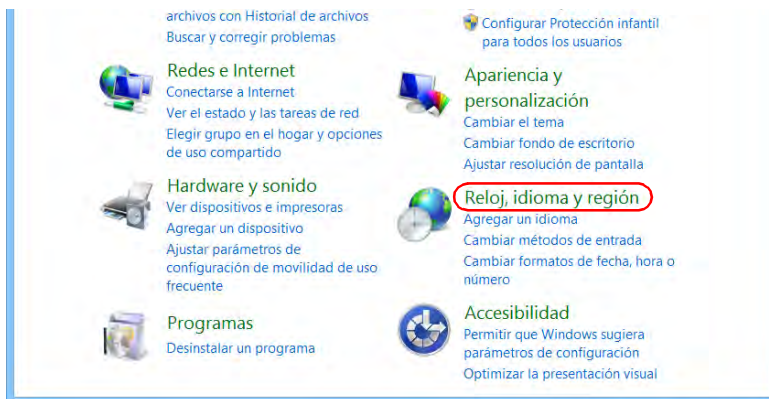 archivos con Historial de archivos
Buscar y corregir problemas
Redes e Internet
Conectarse a Internet
Ver el estado y las tareas de red
Elegir grupo en el hogar y opciones
de uso compartido
Hardware y sonido
Ver dispositivos e impresoras
Agregar un dispositivo
Ajustar parámetros de
configuración de movilidad de uso
frecuente
Programas
Desinstalar un programa
Configurar Protección infantil
para todos los usuarios
Apariencia y
personalización
Cambiar el tema
Cambiar fondo de escritorio
Ajustar resolución de pantalla
Reloj, idioma y región
Agregar un idioma
Cambiar métodos de entrada
Cambiar formatos de fecha, hora o
número
Accesibilidad
Permitir que Windows sugiera
parámetros de configuración
Optimizar la presentación visual